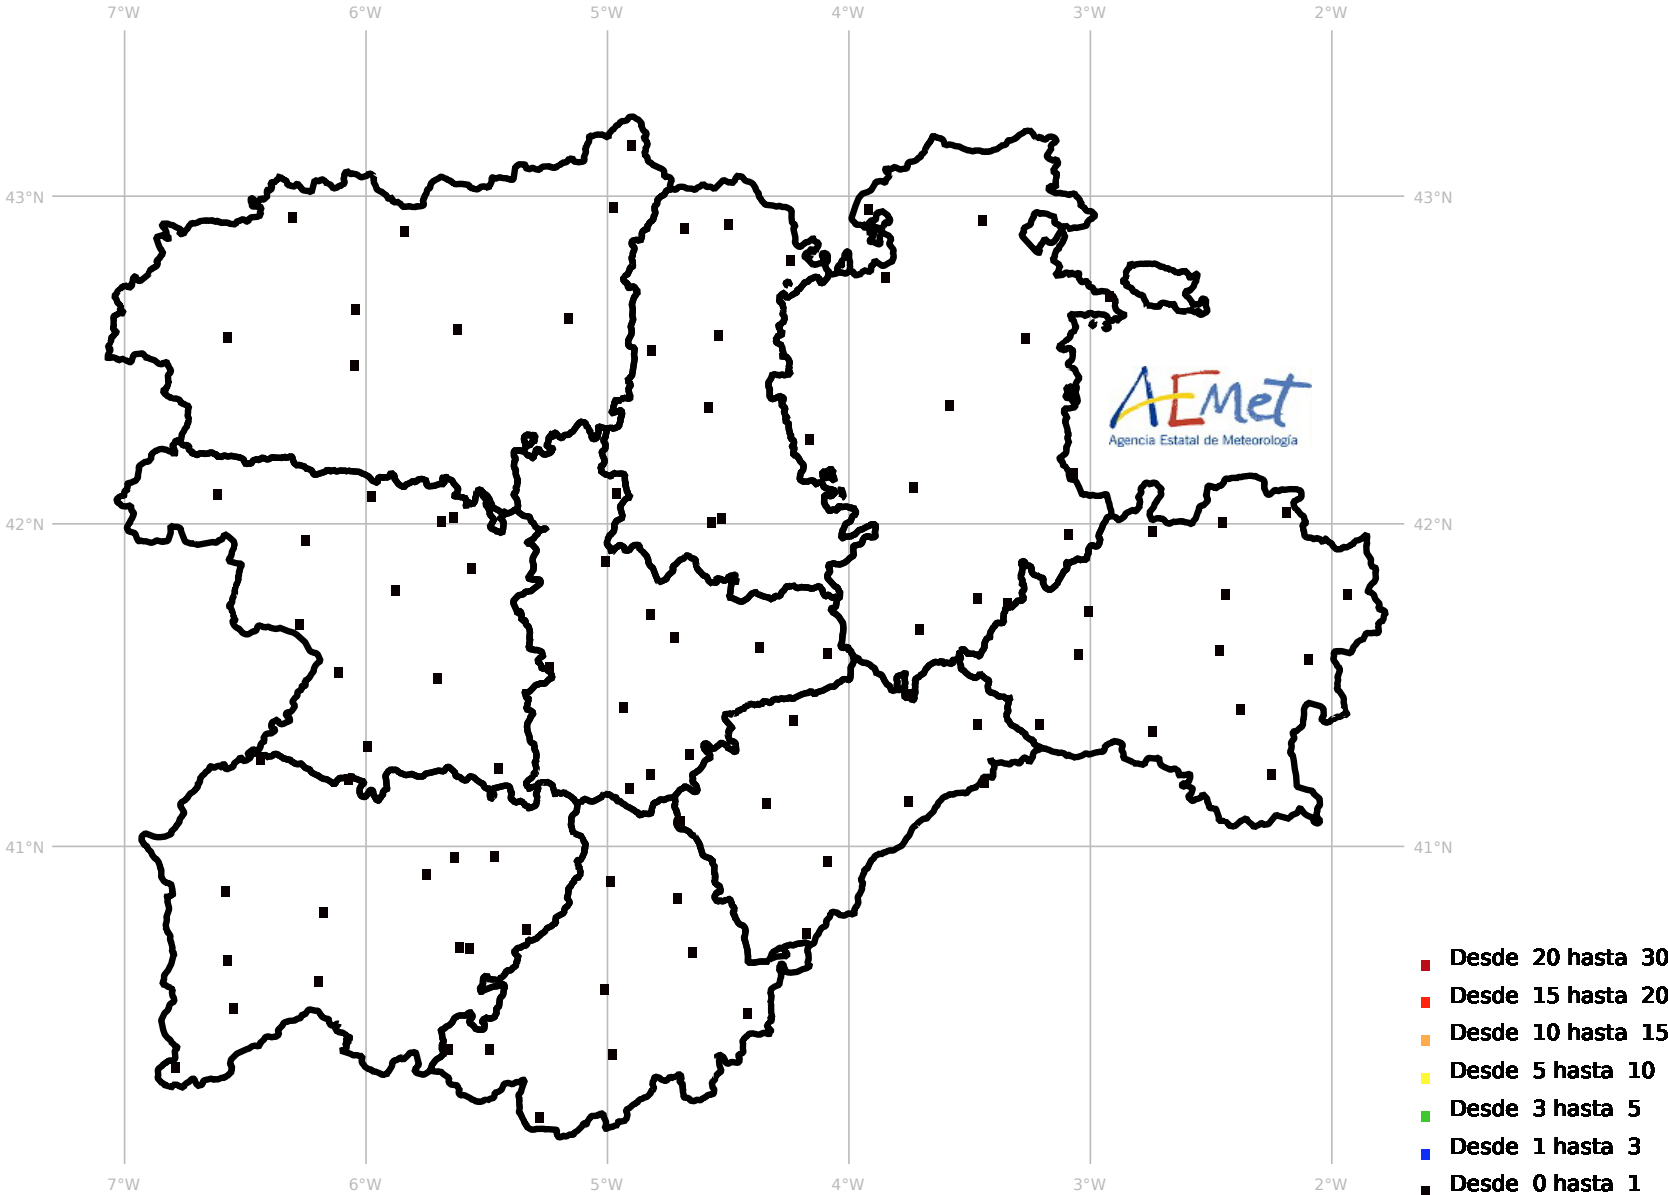 7°W 6°W 5°W 4°W 3°W 2°W
43°N 43°N
AEMet
Agencia Estatal de Meteorología
42°N 42°N
41°N 41°N
Desde 20 hasta 30
Desde 15 hasta 20
Desde 10 hasta 15
Desde 5 hasta 10
Desde 3 hasta 5
Desde 1 hasta 3
Desde 0 hasta 1
7°W 6°W 5°W 4°W 3°W 2°W